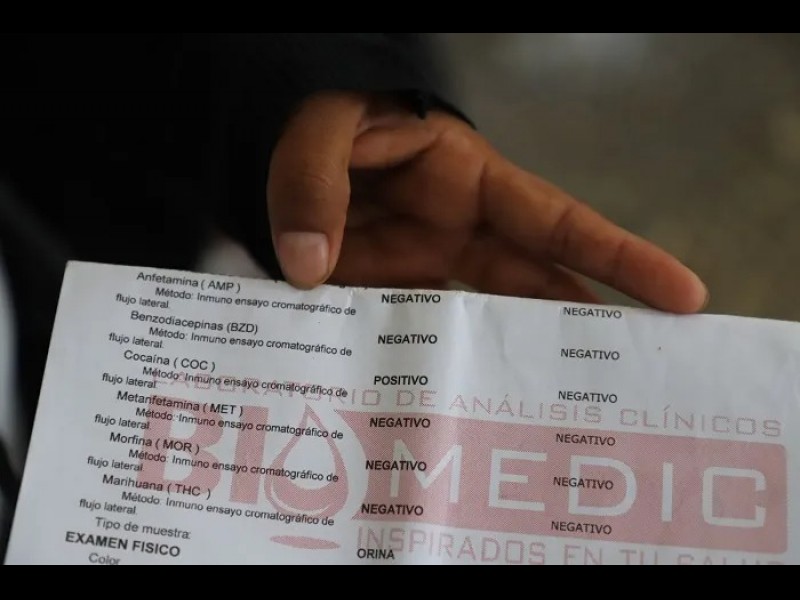 Anfetamina ( AMP )
Método: Inmuno ensayo cromatográfico de NEGATIVO NEGATIVO
flujo lateral.
Benzodiacepinas (BZD)
Método: Inmuno ensayo cromatográfico de NEGATIVO NEGATIVO
flujo lateral.
Cocaína ( COC )
Método: Inmuno ensayo cromatográfico de POSITIVO NEGATIVO
flujo lateral.
Metanfetamina ( MET )
Método: Inmuno ensayo cromatográfico de NEGATIVO NEGATIVO
flujo lateral.
Morfina ( MOR )
Método: Inmuno ensayo cromatográfico de NEGATIVO NEGATIVO
flujo lateral
Marihuana ( THC )
Método: Inmuno ensayo cromatográfico de NEGATIVO NEGATIVO
flujo lateral.
Tipo de muestra: ORINA
EXAMEN FISICO
Color
LABORATORIO DE ANÁLISIS CLÍNICOS
BIOMEDIC
INSPIRADOS EN TU SALUD